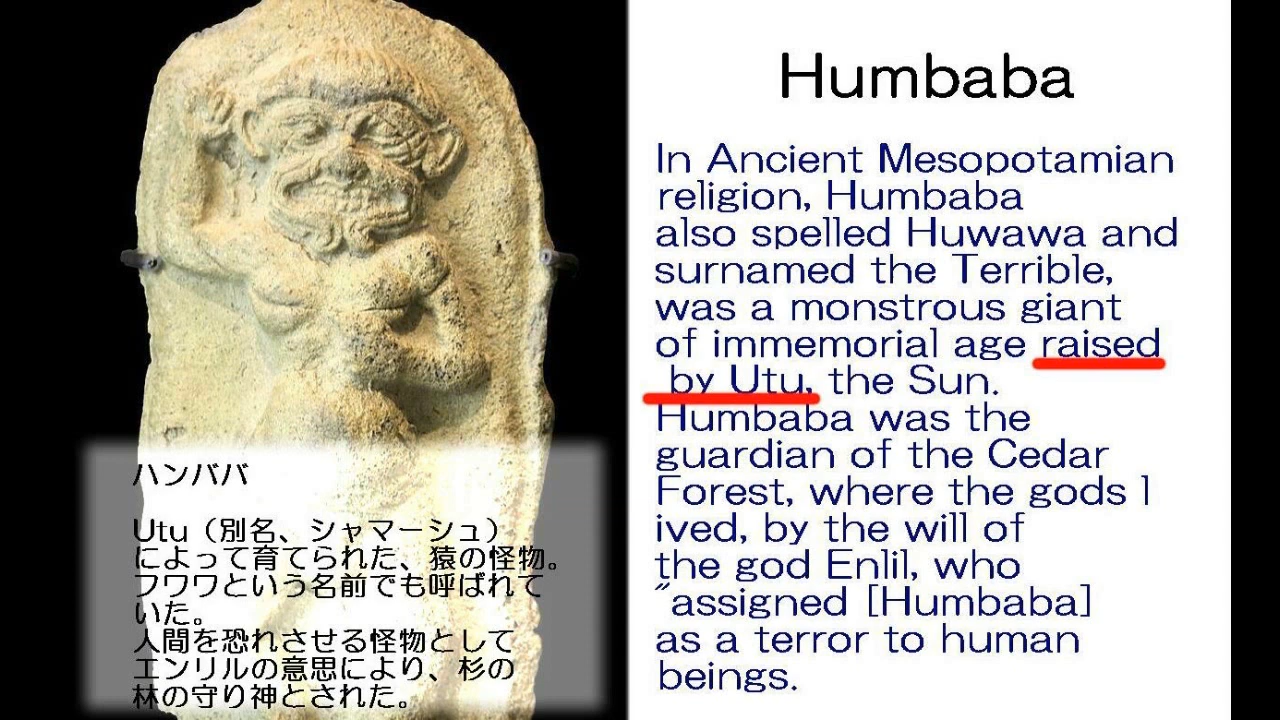 Humbaba
In Ancient Mesopotamian
religion, Humbaba
also spelled Huwawa and
surnamed the Terrible,
was a monstrous giant
of immemorial age raised
by Utu, the Sun.
Humbaba was the
guardian of the Cedar
Forest, where the gods l
ived, by the will of
the god Enlil, who
"assigned [Humbaba]
as a terror to human
beings.
ハンババ
Utu（別名、シャマーシュ）
によって育てられた、猿の怪物。
フワワという名前でも呼ばれて
いた。
人間を恐れさせる怪物として
エンリルの意思により、杉の
林の守り神とされた。